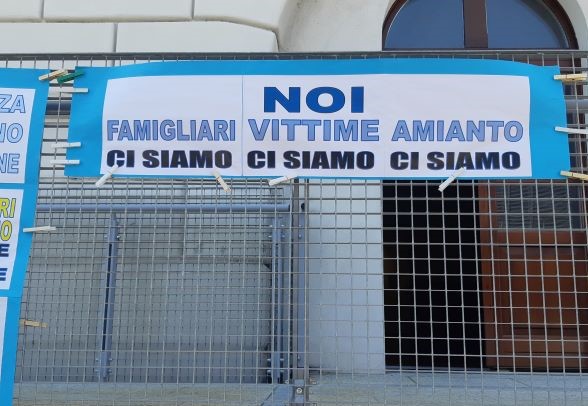 NOI
FAMIGLIARI VITTIME AMIANTO
CI SIAMO CI SIAMO CI SIAMO